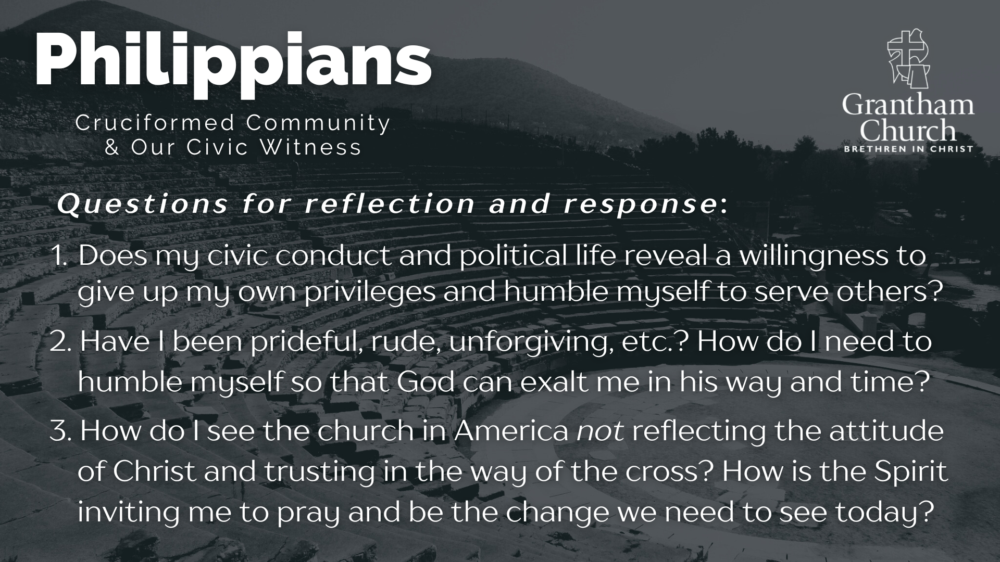 Philippians
Cruciformed Community
& Our Civic Witness
Grantham
Church
BRETHREN IN CHRIST
Questions for reflection and response:
1. Does my civic conduct and political life reveal a willingness to
give up my own privileges and humble myself to serve others?
2. Have I been prideful, rude, unforgiving, etc.? How do I need to
humble myself so that God can exalt me in his way and time?
3. How do I see the church in America not reflecting the attitude
of Christ and trusting in the way of the cross? How is the Spirit
inviting me to pray and be the change we need to see today?